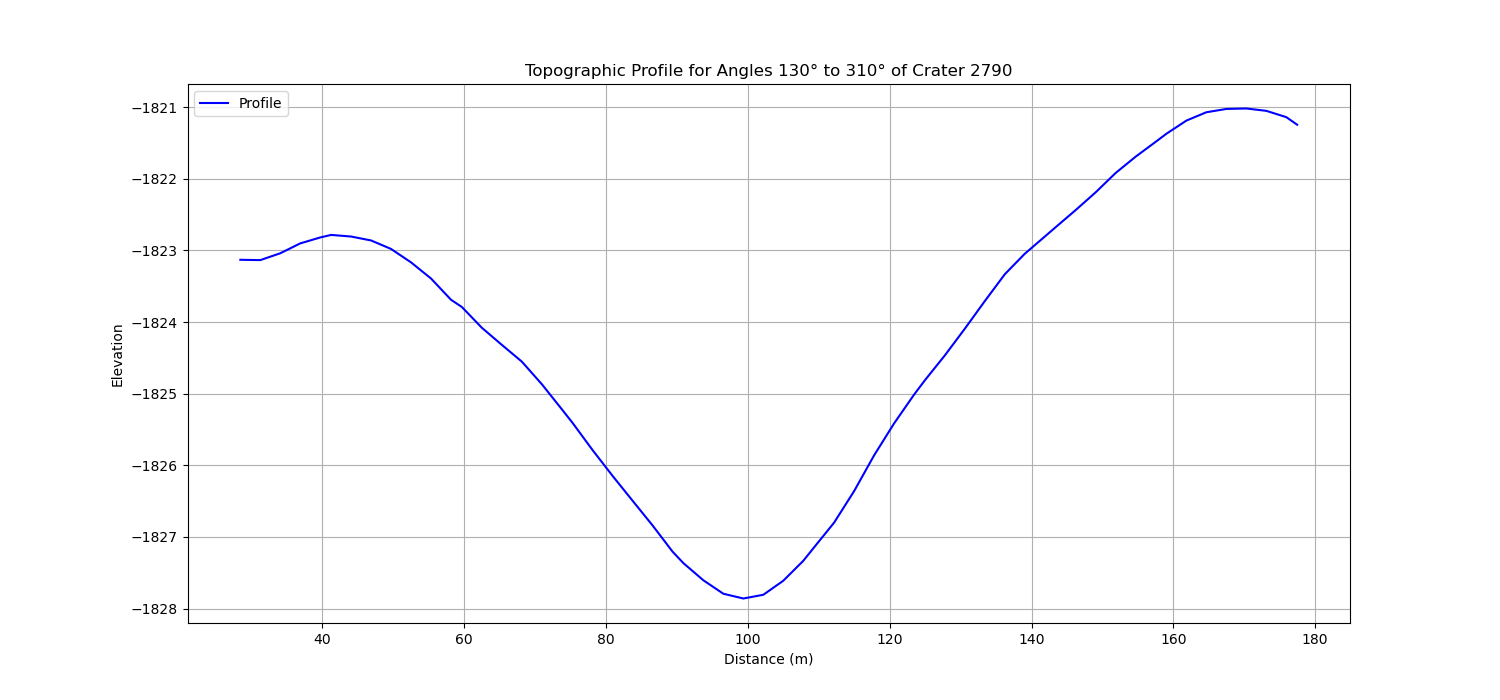 Topographic Profile for Angles 130° to 310° of Crater 2790
Profile
−1821
−1822
−1823
−1824
−1825
−1826
−1827
−1828
Elevation
40 60 80 100 120 140 160 180
Distance (m)